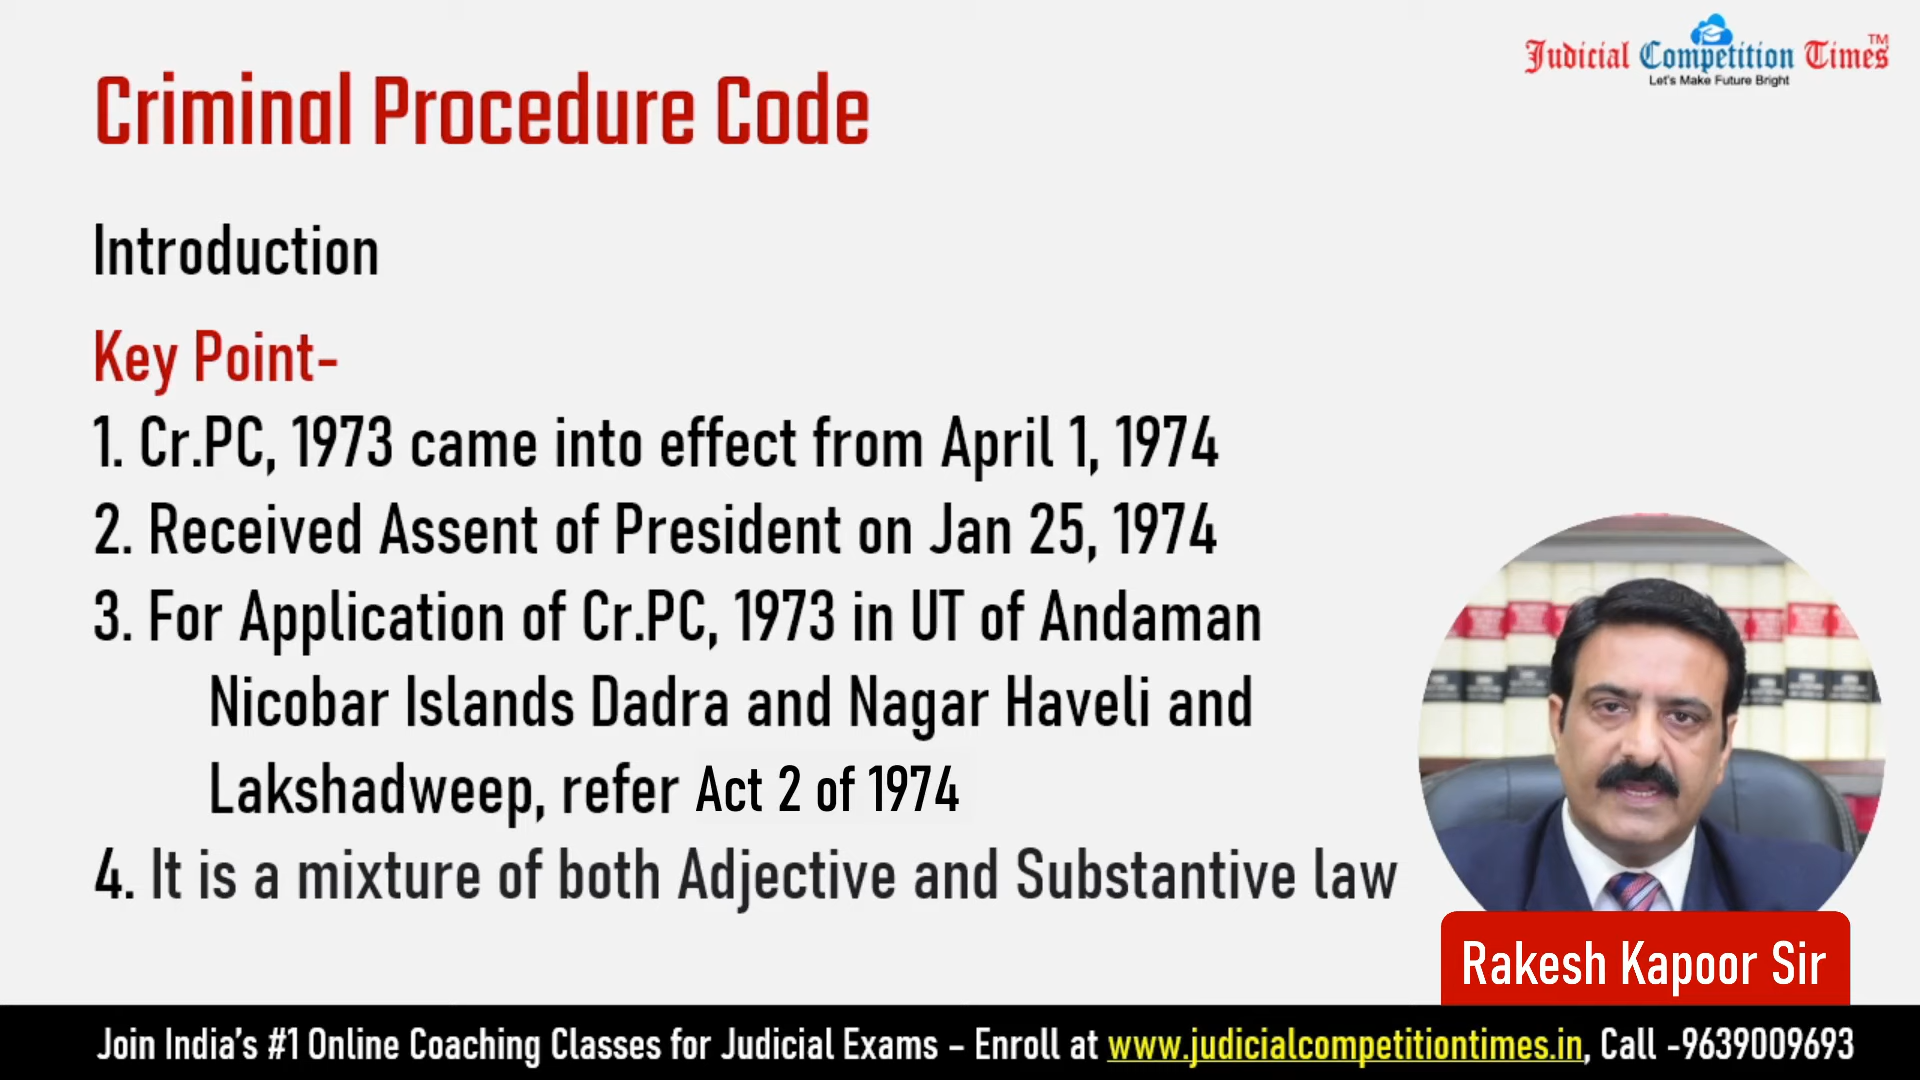 Judicial Competition Times™
Let's Make Future Bright
Criminal Procedure Code
Introduction
Key Point-
1. Cr.PC, 1973 came into effect from April 1, 1974
2. Received Assent of President on Jan 25, 1974
3. For Application of Cr.PC, 1973 in UT of Andaman
Nicobar Islands Dadra and Nagar Haveli and
Lakshadweep, refer Act 2 of 1974
4. It is a mixture of both Adjective and Substantive law
Rakesh Kapoor Sir
Join India's #1 Online Coaching Classes for Judicial Exams – Enroll at www.judicialcompetitiontimes.in, Call -9639009693